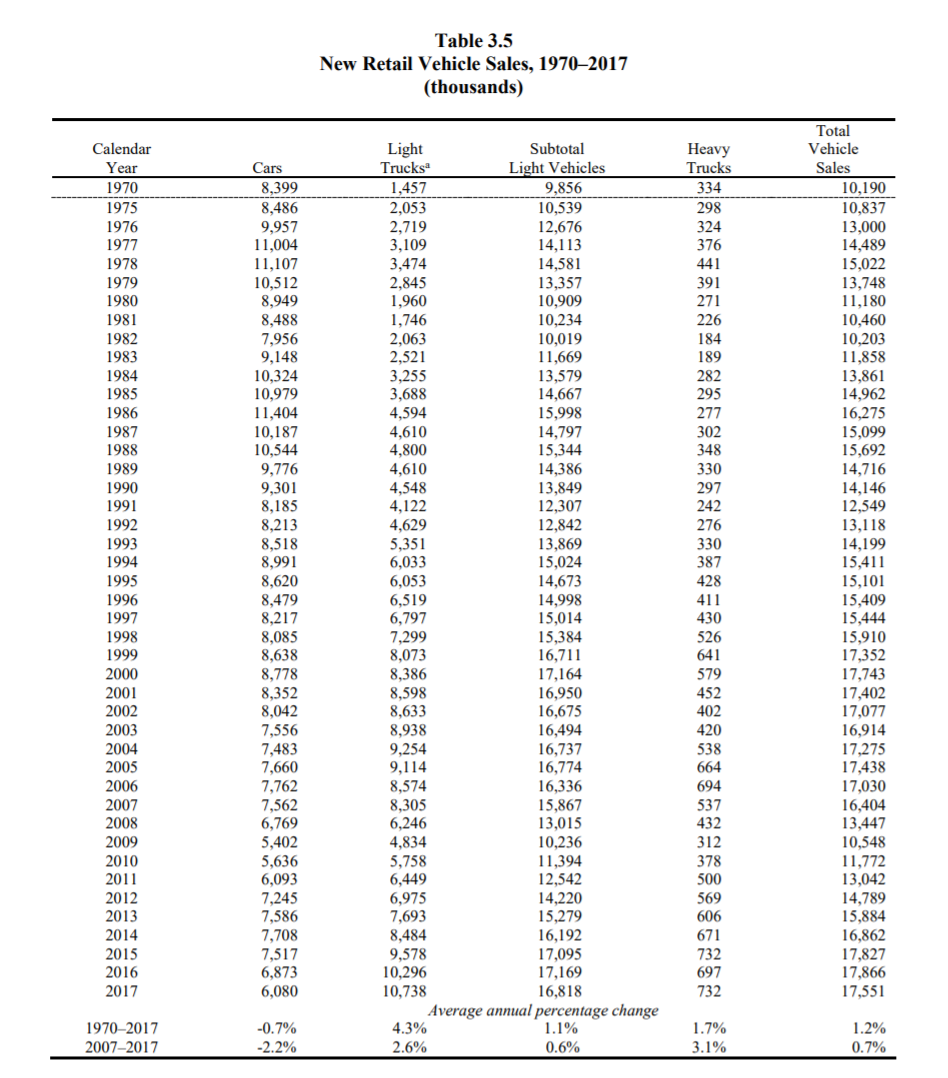 Table 3.5
New Retail Vehicle Sales, 1970–2017
(thousands)
Calendar Year Cars Light Trucksa Subtotal Light Vehicles Heavy Trucks Total Vehicle Sales
1970 8,399 1,457 9,856 334 10,190
1975 8,486 2,053 10,539 298 10,837
1976 9,957 2,719 12,676 324 13,000
1977 11,004 3,109 14,113 376 14,489
1978 11,107 3,474 14,581 441 15,022
1979 10,512 2,845 13,357 391 13,748
1980 8,949 1,960 10,909 271 11,180
1981 8,488 1,746 10,234 226 10,460
1982 7,956 2,063 10,019 184 10,203
1983 9,148 2,521 11,669 189 11,858
1984 10,324 3,255 13,579 282 13,861
1985 10,979 3,688 14,667 295 14,962
1986 11,404 4,594 15,998 277 16,275
1987 10,187 4,610 14,797 302 15,099
1988 10,544 4,800 15,344 348 15,692
1989 9,776 4,610 14,386 330 14,716
1990 9,301 4,548 13,849 297 14,146
1991 8,185 4,122 12,307 242 12,549
1992 8,213 4,629 12,842 276 13,118
1993 8,518 5,351 13,869 330 14,199
1994 8,991 6,033 15,024 387 15,411
1995 8,620 6,053 14,673 428 15,101
1996 8,479 6,519 14,998 411 15,409
1997 8,217 6,797 15,014 430 15,444
1998 8,085 7,299 15,384 526 15,910
1999 8,638 8,073 16,711 641 17,352
2000 8,778 8,386 17,164 579 17,743
2001 8,352 8,598 16,950 452 17,402
2002 8,042 8,633 16,675 402 17,077
2003 7,556 8,938 16,494 420 16,914
2004 7,483 9,254 16,737 538 17,275
2005 7,660 9,114 16,774 664 17,438
2006 7,762 8,574 16,336 694 17,030
2007 7,562 8,305 15,867 537 16,404
2008 6,769 6,246 13,015 432 13,447
2009 5,402 4,834 10,236 312 10,548
2010 5,636 5,758 11,394 378 11,772
2011 6,093 6,449 12,542 500 13,042
2012 7,245 6,975 14,220 569 14,789
2013 7,586 7,693 15,279 606 15,884
2014 7,708 8,484 16,192 671 16,862
2015 7,517 9,578 17,095 732 17,827
2016 6,873 10,296 17,169 697 17,866
2017 6,080 10,738 16,818 732 17,551
Average annual percentage change
1970–2017 -0.7% 4.3% 1.1% 1.7% 1.2%
2007–2017 -2.2% 2.6% 0.6% 3.1% 0.7%